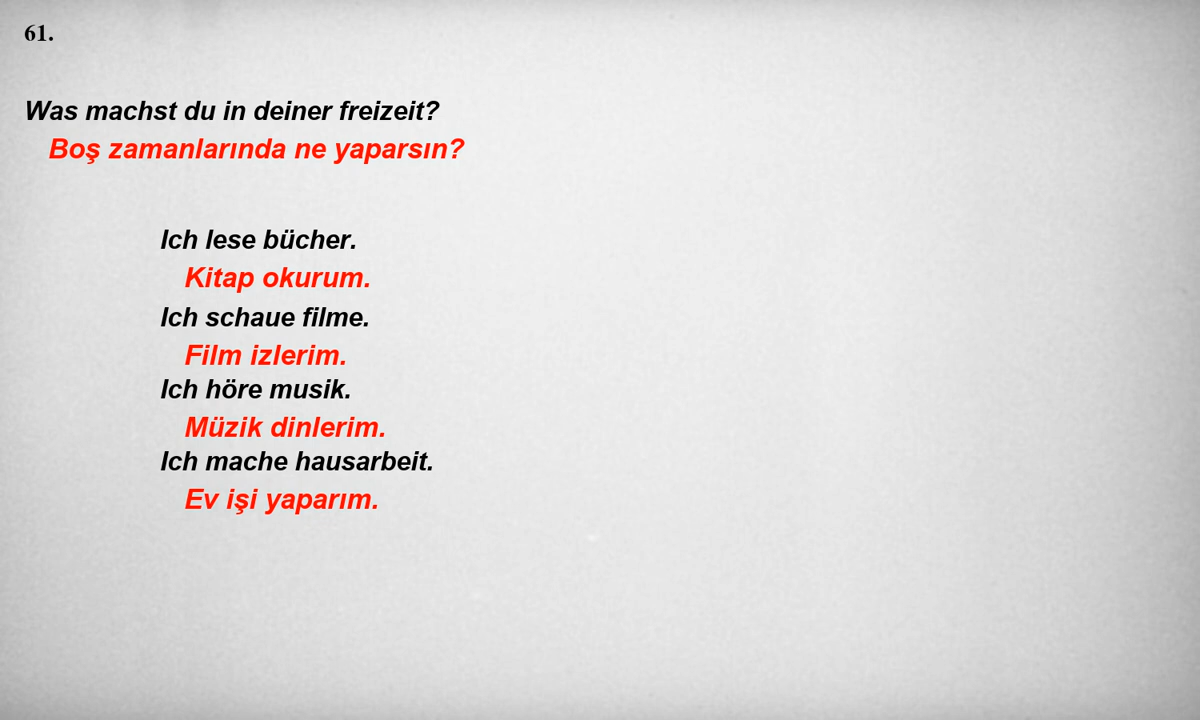 61.
Was machst du in deiner freizeit?
Boş zamanlarında ne yaparsın?
Ich lese bücher.
Kitap okurum.
Ich schaue filme.
Film izlerim.
Ich höre musik.
Müzik dinlerim.
Ich mache hausarbeit.
Ev işi yaparım.